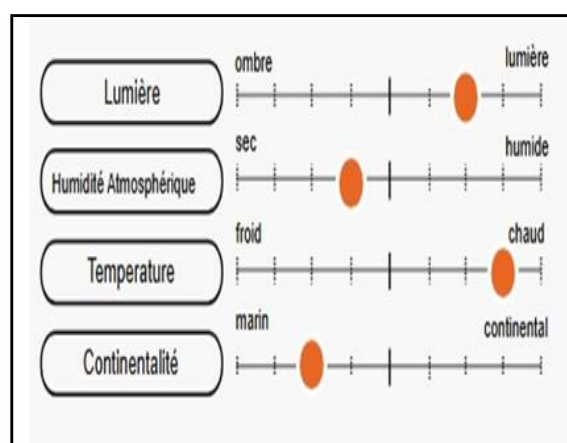 ombre lumière
Lumière
sec humide
Humidité Atmosphérique
froid chaud
Temperature
marin continental
Continentalité